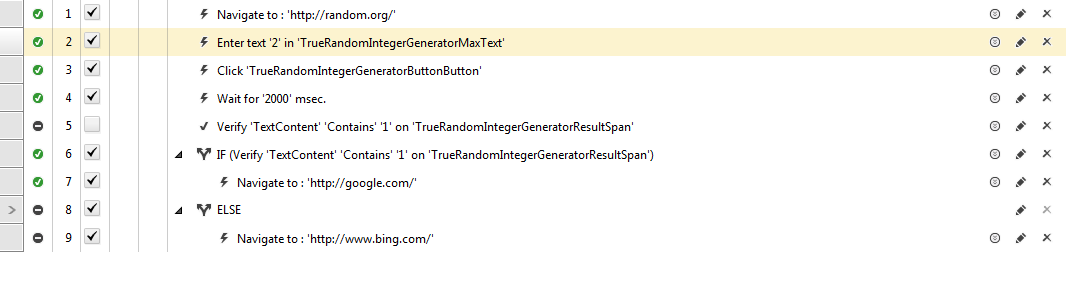 1 Navigate to : 'http://random.org/'
2 Enter text '2' in 'TrueRandomIntegerGeneratorMaxText'
3 Click 'TrueRandomIntegerGeneratorButtonButton'
4 Wait for '2000' msec.
5 Verify 'TextContent' 'Contains' '1' on 'TrueRandomIntegerGeneratorResultSpan'
6 IF (Verify 'TextContent' 'Contains' '1' on 'TrueRandomIntegerGeneratorResultSpan')
7 Navigate to : 'http://google.com/'
8 ELSE
9 Navigate to : 'http://www.bing.com/'